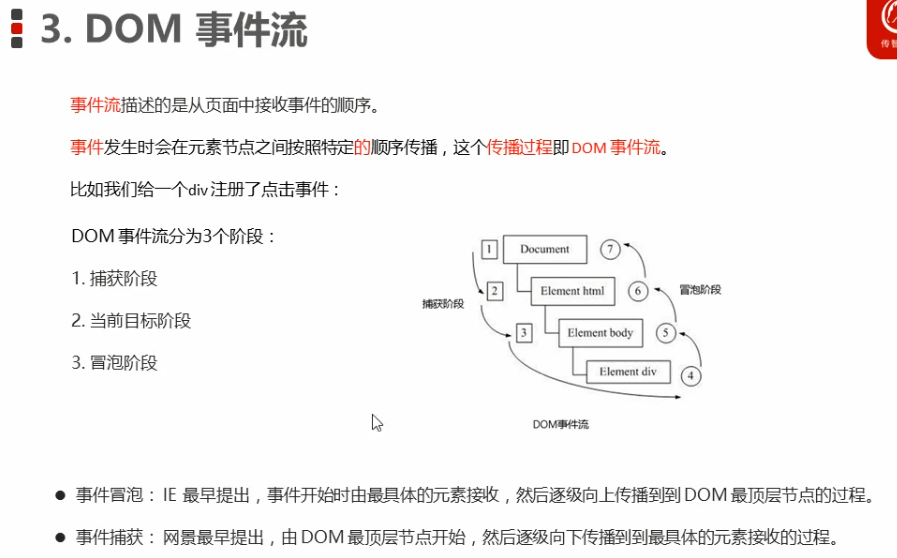 3. DOM 事件流
传智
事件流描述的是从页面中接收事件的顺序。
事件发生时会在元素节点之间按照特定的顺序传播，这个传播过程即DOM 事件流。
比如我们给一个div 注册了点击事件：
DOM 事件流分为3个阶段：
1. 捕获阶段
2. 当前目标阶段
3. 冒泡阶段
1 Document 7
2 Element html 6 冒泡阶段
捕获阶段
3 Element body 5
Element div 4
DOM事件流
● 事件冒泡： IE 最早提出，事件开始时由最具体的元素接收，然后逐级向上传播到到 DOM 最顶层节点的过程。
● 事件捕获： 网景最早提出，由 DOM 最顶层节点开始，然后逐级向下传播到到最具体的元素接收的过程。